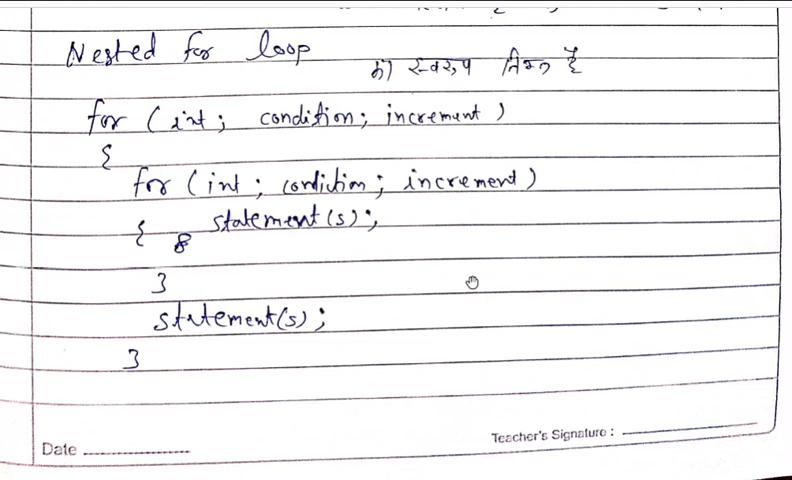 Nested for loop का स्वरुप निम्न है
for (int; condition; increment)
{
for (int; condition; increment)
{ statement(s);
}
statement(s);
}
Date
Teacher's Signature :